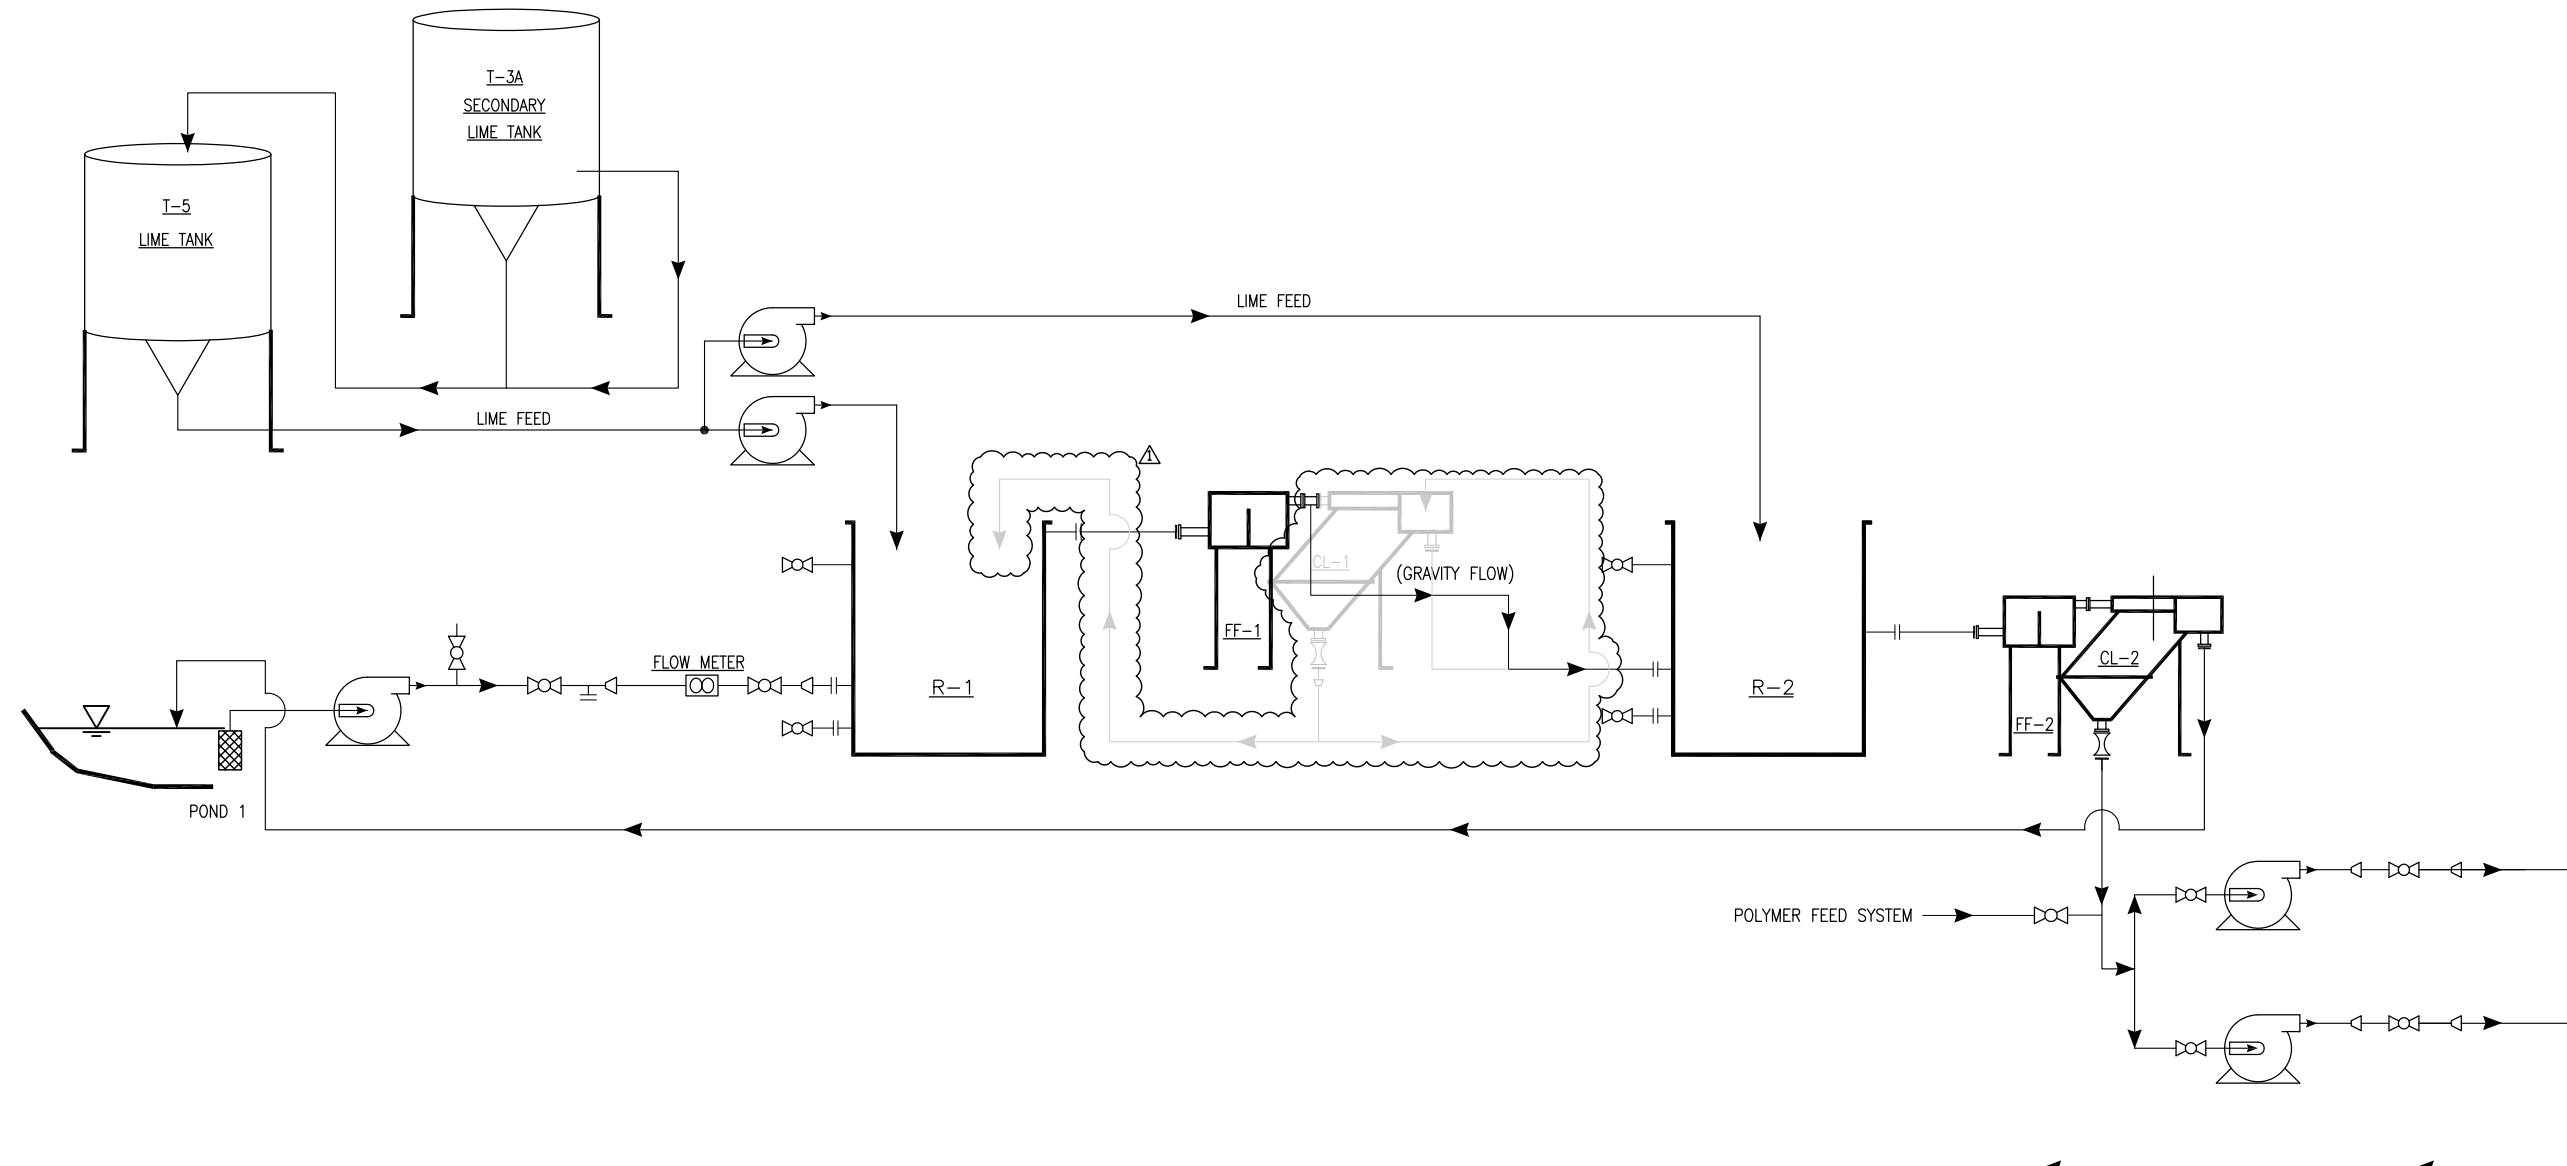 T-3A
SECONDARY
LIME TANK
T-5
LIME TANK
LIME FEED
LIME FEED
1
CL-1
(GRAVITY FLOW)
FF-1
FLOW METER
R-1
R-2
CL-2
FF-2
POND 1
POLYMER FEED SYSTEM